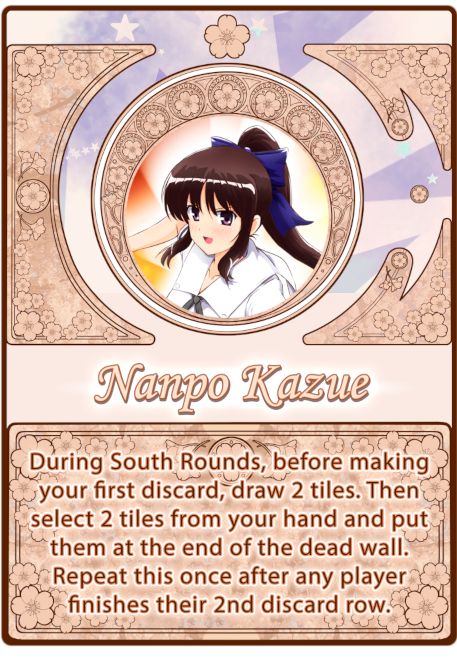 Nanpo Kazue
During South Rounds, before making
your first discard, draw 2 tiles. Then
select 2 tiles from your hand and put
them at the end of the dead wall.
Repeat this once after any player
finishes their 2nd discard row.